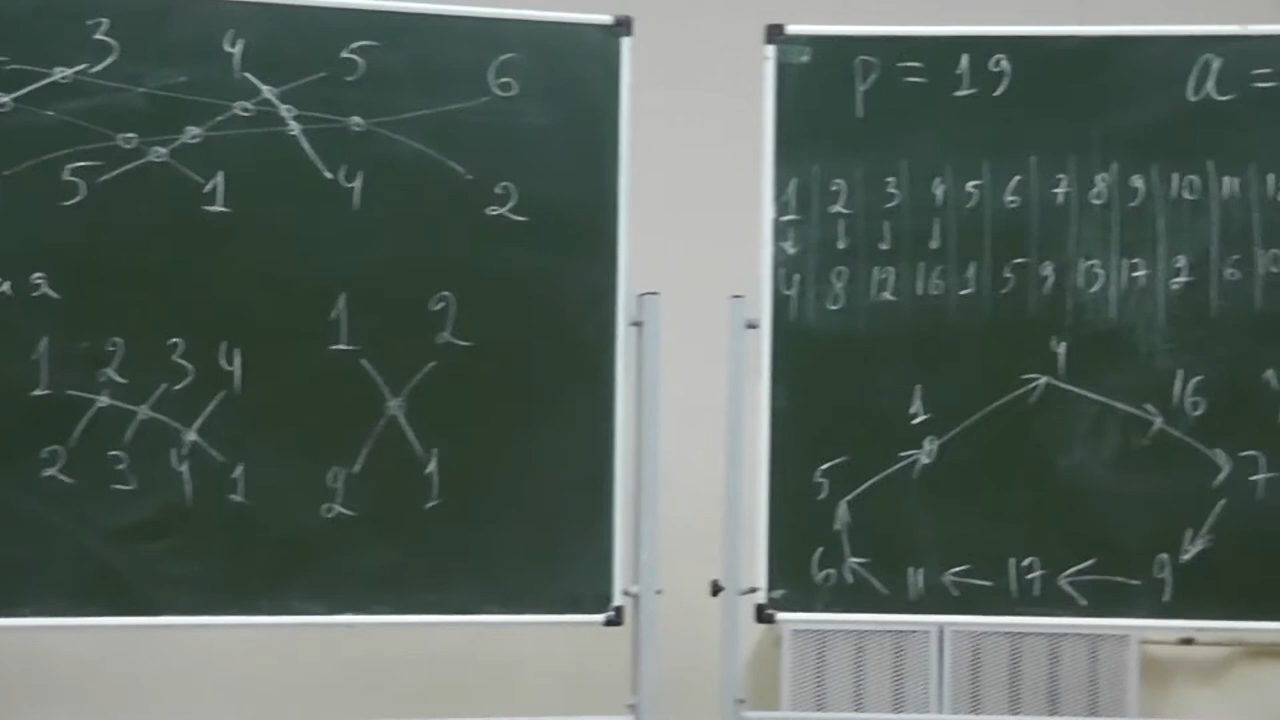 3 4 5 6
5 1 4 2
1 2 3 4
2 3 4 1
1 2
2 1
p = 19 a =
1 2 3 4 5 6 7 8 9 10 11
↓ ↓ ↓ ↓
4 8 12 16 1 5 9 13 17 2 6
4
1 16
5 7
6 ← 11 ← 17 ← 9